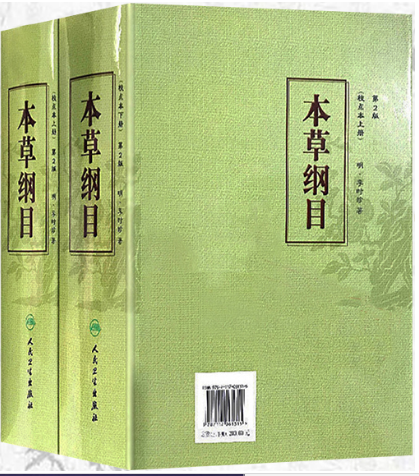 本草纲目
（校点本上册）
第2版
明·李时珍 著
人民卫生出版社
本草纲目
（校点本下册）
第2版
明·李时珍 著
人民卫生出版社
本草纲目
第2版
（校点本上册）
明·李时珍 著